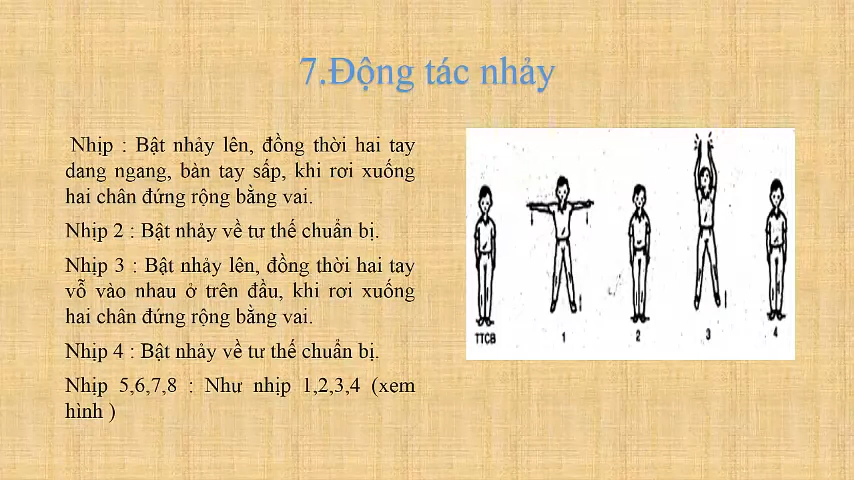 7.Động tác nhảy
Nhịp : Bật nhảy lên, đồng thời hai tay
dang ngang, bàn tay sấp, khi rơi xuống
hai chân đứng rộng bằng vai.
Nhịp 2 : Bật nhảy về tư thế chuẩn bị.
Nhịp 3 : Bật nhảy lên, đồng thời hai tay
vỗ vào nhau ở trên đầu, khi rơi xuống
hai chân đứng rộng bằng vai.
Nhịp 4 : Bật nhảy về tư thế chuẩn bị.
Nhịp 5,6,7,8 : Như nhịp 1,2,3,4 (xem
hình )
TTCB 1 2 3 4